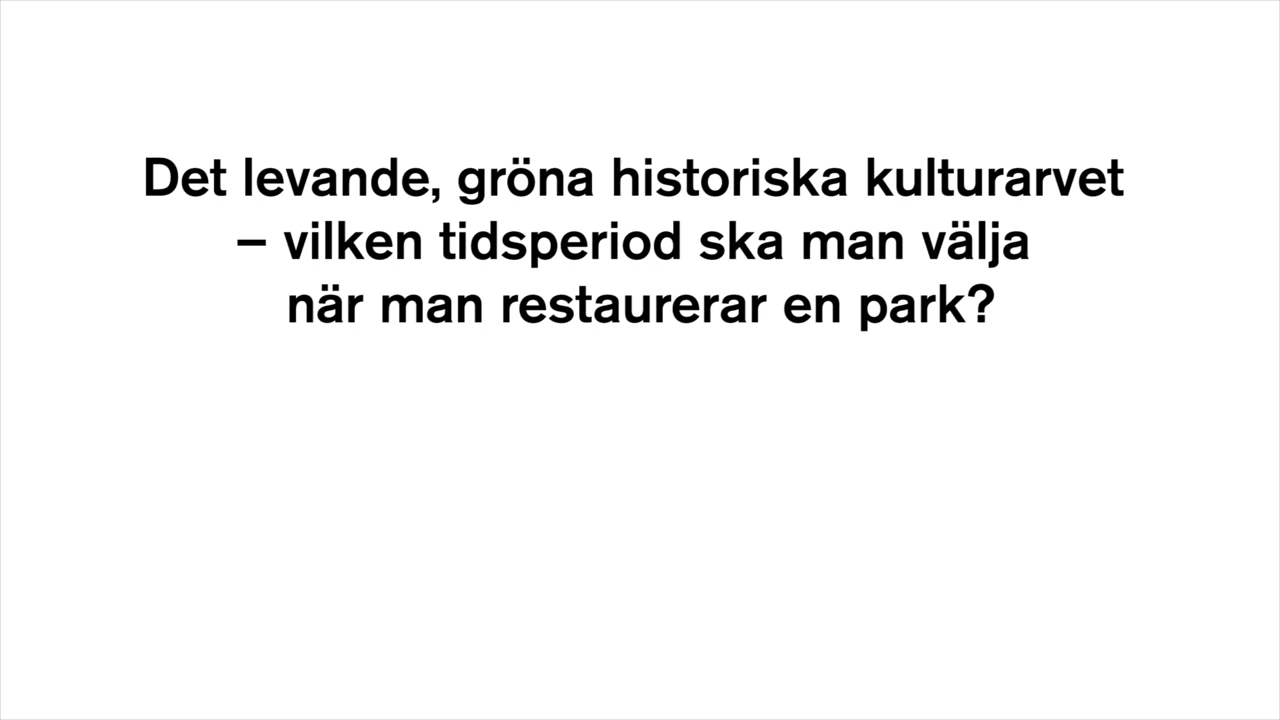 Det levande, gröna historiska kulturarvet
– vilken tidsperiod ska man välja
när man restaurerar en park?